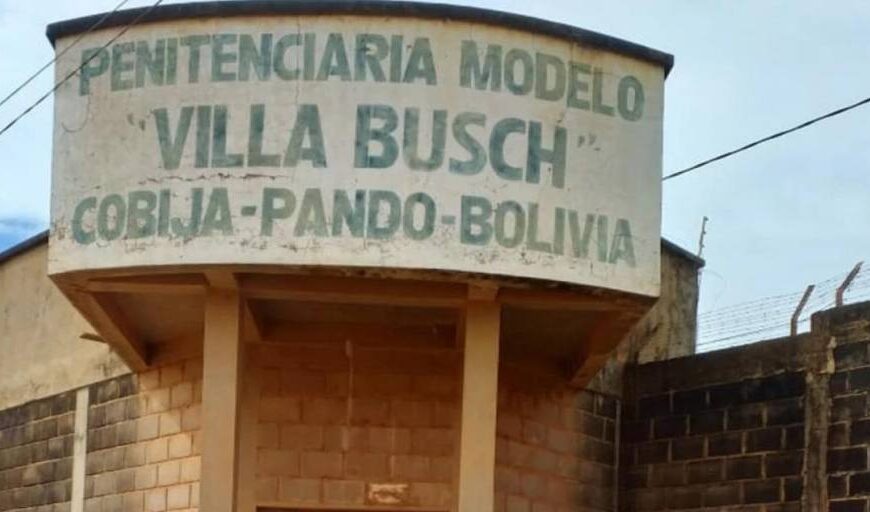 PENITENCIARIA MODELO
"VILLA BUSCH"
COBIJA-PANDO-BOLIVIA